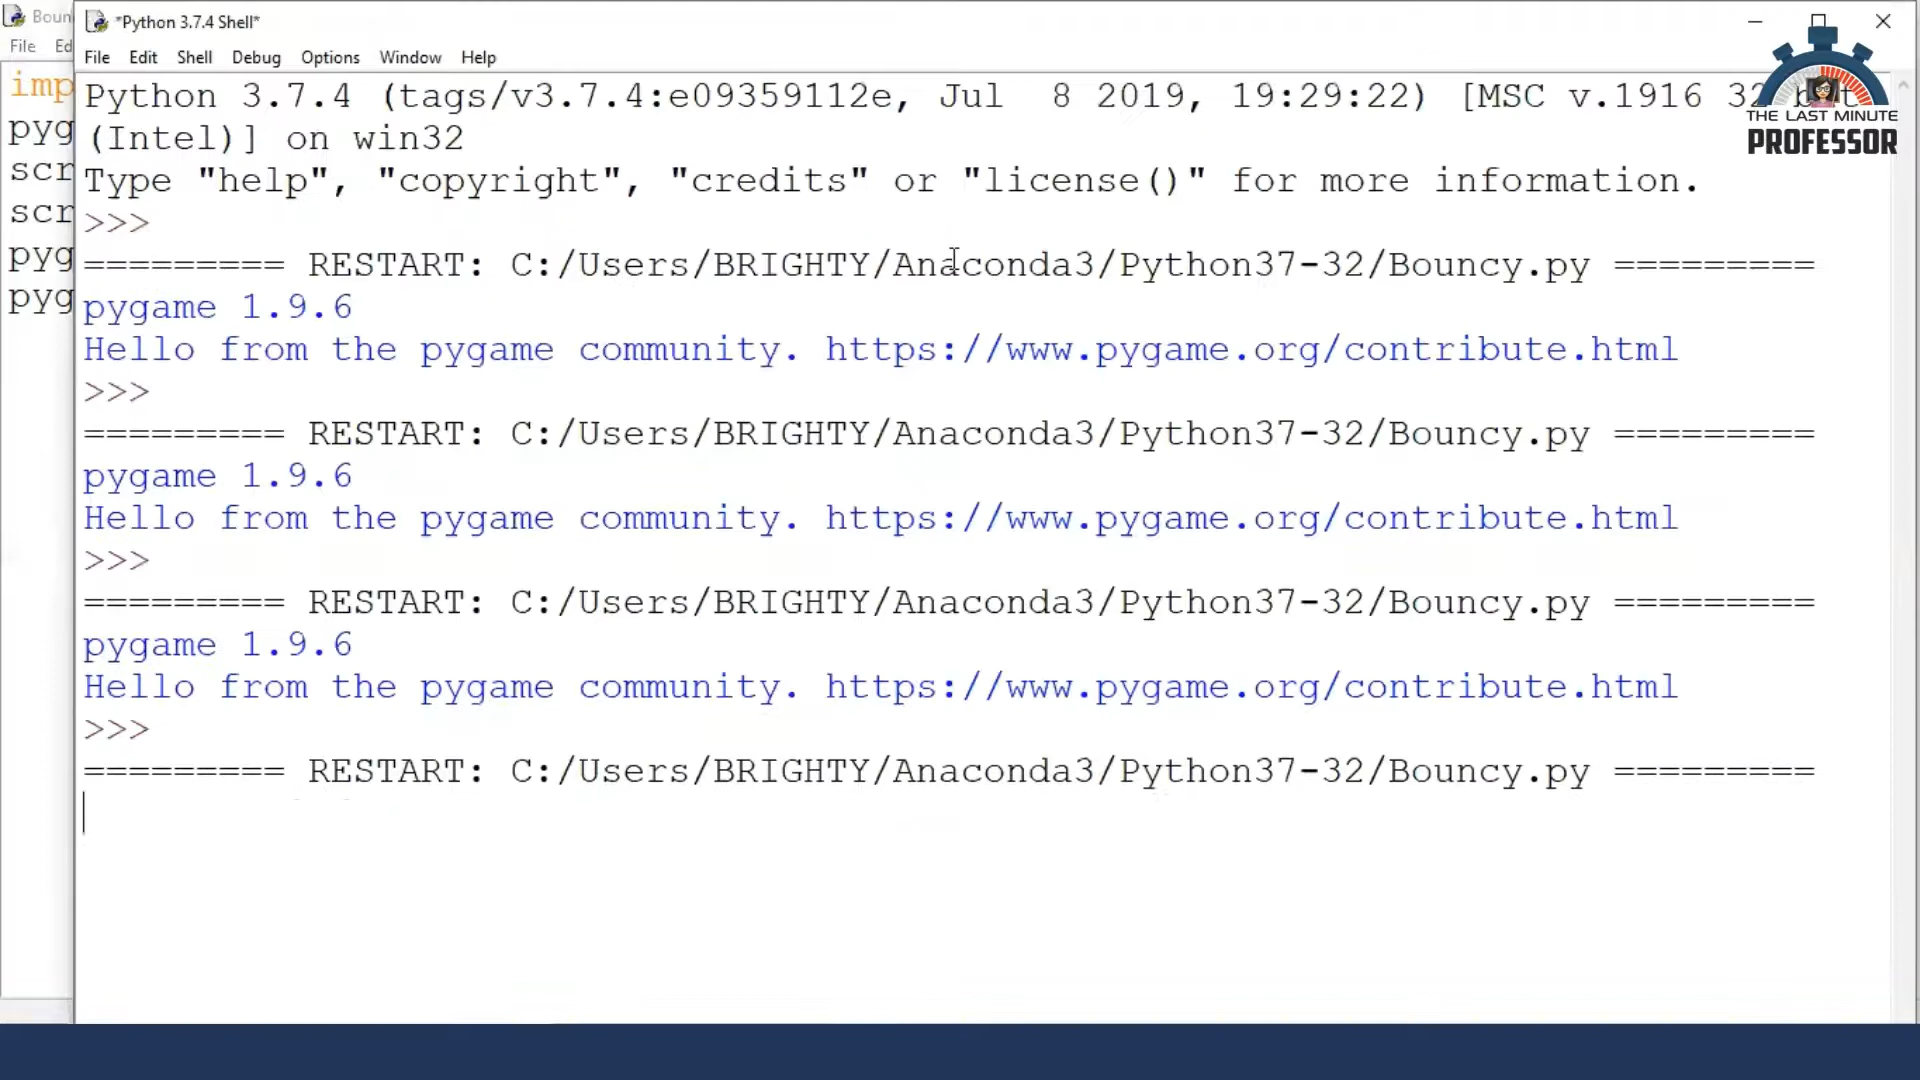 Boun
*Python 3.7.4 Shell*
File Ed
File Edit Shell Debug Options Window Help
imp
pyg
scr
scr
pyg
pyg
Python 3.7.4 (tags/v3.7.4:e09359112e, Jul  8 2019, 19:29:22) [MSC v.1916 32 bit
(Intel)] on win32
Type "help", "copyright", "credits" or "license()" for more information.
>>>
========= RESTART: C:/Users/BRIGHTY/Anaconda3/Python37-32/Bouncy.py =========
pygame 1.9.6
Hello from the pygame community. https://www.pygame.org/contribute.html
>>>
========= RESTART: C:/Users/BRIGHTY/Anaconda3/Python37-32/Bouncy.py =========
pygame 1.9.6
Hello from the pygame community. https://www.pygame.org/contribute.html
>>>
========= RESTART: C:/Users/BRIGHTY/Anaconda3/Python37-32/Bouncy.py =========
pygame 1.9.6
Hello from the pygame community. https://www.pygame.org/contribute.html
>>>
========= RESTART: C:/Users/BRIGHTY/Anaconda3/Python37-32/Bouncy.py =========
THE LAST MINUTE
PROFESSOR